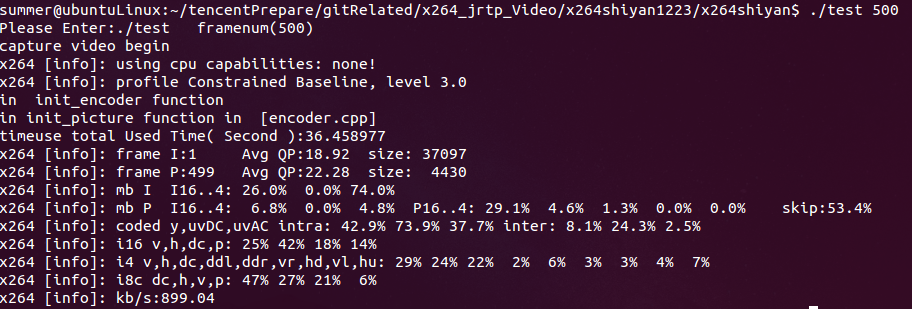 summer@ubuntuLinux:~/tencentPrepare/gitRelated/x264_jrtp_Video/x264shiyan1223/x264shiyan$ ./test 500
Please Enter:./test   framenum(500)
capture video begin
x264 [info]: using cpu capabilities: none!
x264 [info]: profile Constrained Baseline, level 3.0
in  init_encoder function
in init_picture function in  [encoder.cpp]
timeuse total Used Time( Second ):36.458977
x264 [info]: frame I:1     Avg QP:18.92  size: 37097
x264 [info]: frame P:499   Avg QP:22.28  size:  4430
x264 [info]: mb I  I16..4: 26.0%  0.0% 74.0%
x264 [info]: mb P  I16..4:  6.8%  0.0%  4.8%  P16..4: 29.1%  4.6%  1.3%  0.0%  0.0%    skip:53.4%
x264 [info]: coded y,uvDC,uvAC intra: 42.9% 73.9% 37.7% inter: 8.1% 24.3% 2.5%
x264 [info]: i16 v,h,dc,p: 25% 42% 18% 14%
x264 [info]: i4 v,h,dc,ddl,ddr,vr,hd,vl,hu: 29% 24% 22%  2%  6%  3%  3%  4%  7%
x264 [info]: i8c dc,h,v,p: 47% 27% 21%  6%
x264 [info]: kb/s:899.04